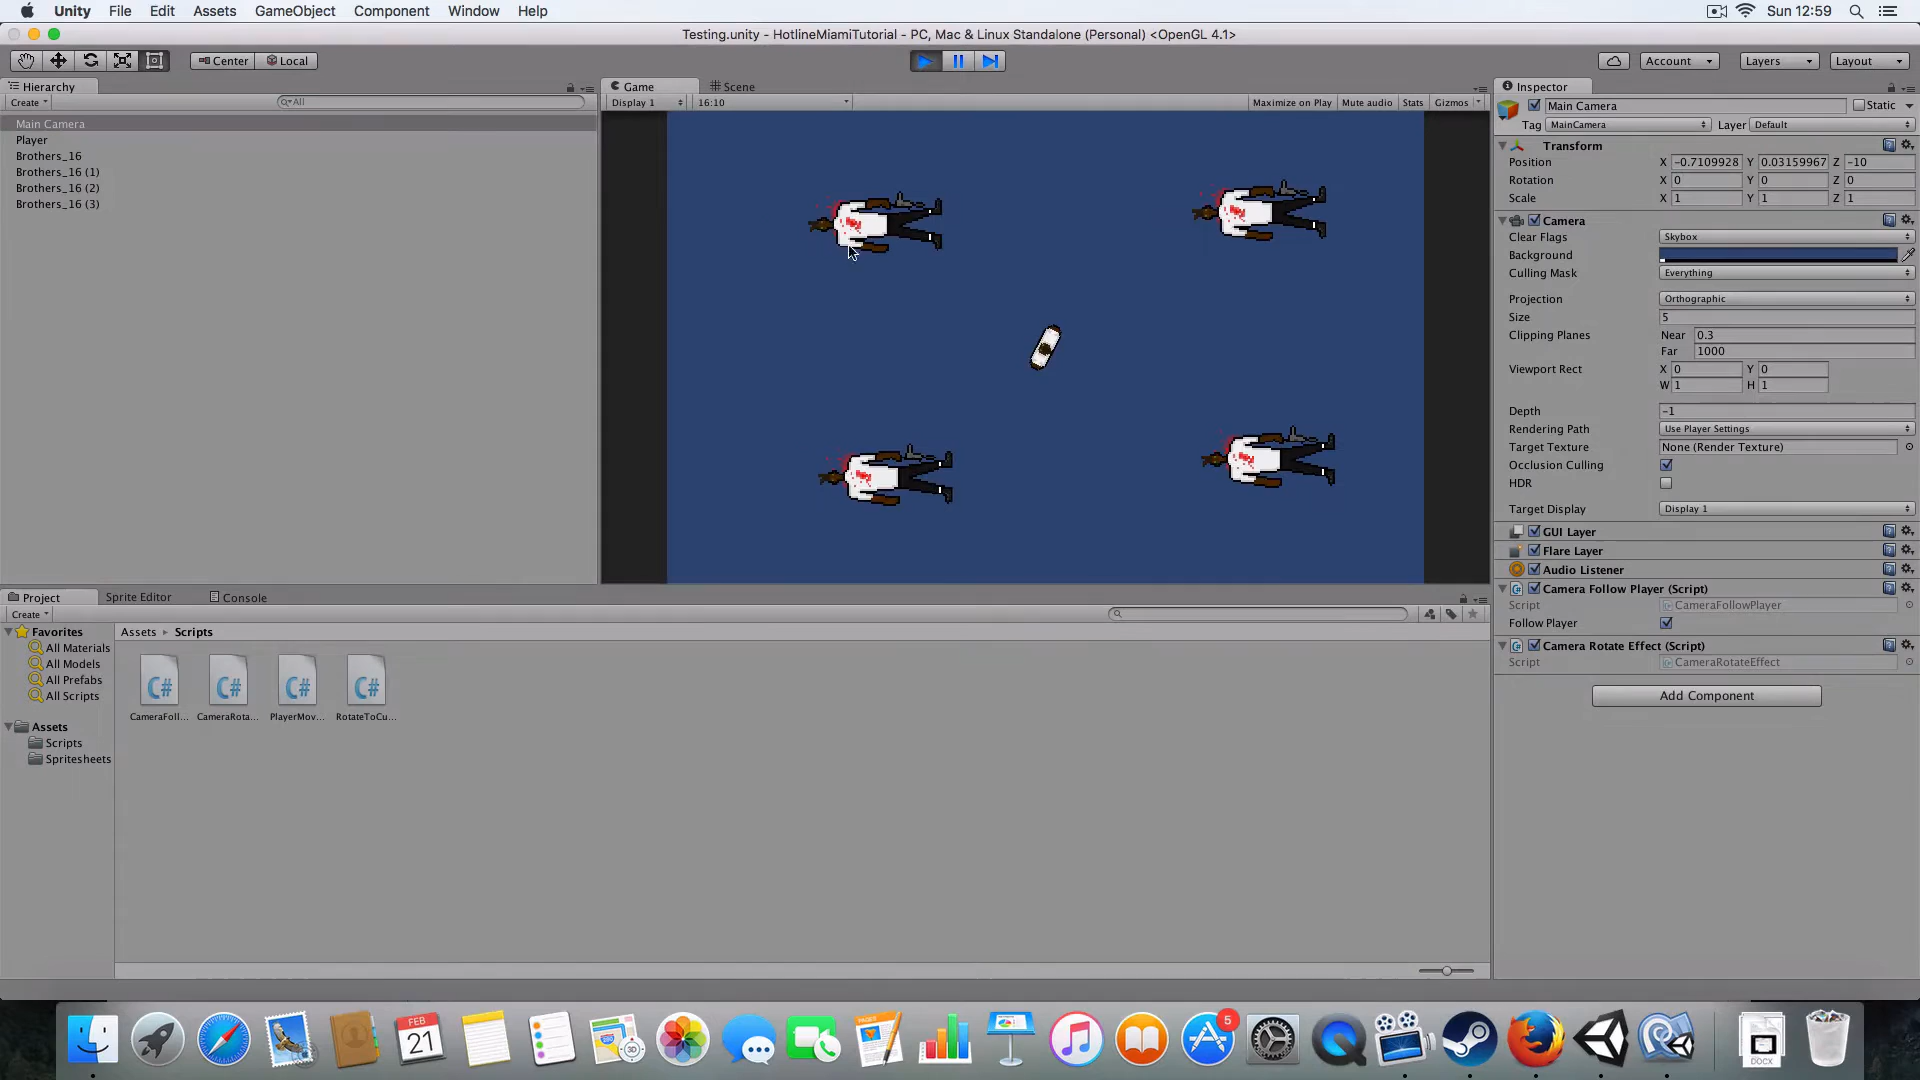 Unity File Edit Assets GameObject Component Window Help Sun 12:59
Testing.unity - HotlineMiamiTutorial - PC, Mac & Linux Standalone (Personal) <OpenGL 4.1>
Center Local Account Layers Layout
Hierarchy
Create All
Main Camera
Player
Brothers_16
Brothers_16 (1)
Brothers_16 (2)
Brothers_16 (3)
Game Scene
Display 1 16:10 Maximize on Play Mute audio Stats Gizmos
Inspector
Main Camera Static
Tag MainCamera Layer Default
Transform
Position X -0.7109928 Y 0.03159967 Z -10
Rotation X 0 Y 0 Z 0
Scale X 1 Y 1 Z 1
Camera
Clear Flags Skybox
Background
Culling Mask Everything
Projection Orthographic
Size 5
Clipping Planes Near 0.3
Far 1000
Viewport Rect X 0 Y 0
W 1 H 1
Depth -1
Rendering Path Use Player Settings
Target Texture None (Render Texture)
Occlusion Culling
HDR
Target Display Display 1
GUI Layer
Flare Layer
Audio Listener
Camera Follow Player (Script)
Script CameraFollowPlayer
Follow Player
Camera Rotate Effect (Script)
Script CameraRotateEffect
Add Component
Project Sprite Editor Console
Create
Favorites
All Materials
All Models
All Prefabs
All Scripts
Assets
Scripts
Spritesheets
Assets Scripts
C# C# C# C#
CameraFoll... CameraRota... PlayerMov... RotateToCu...
FEB
21
5
DOCX